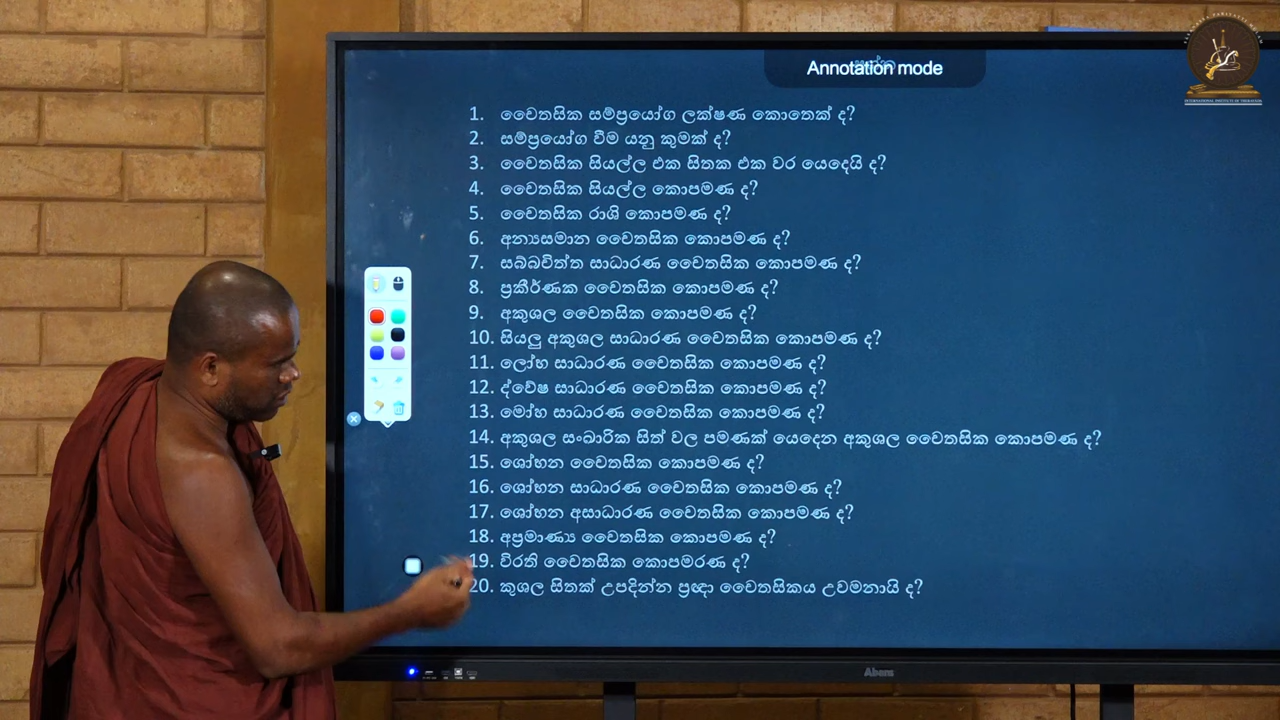 Annotation mode
1. චෛතසික සම්ප්‍රයෝග ලක්ෂණ කොතෙක් ද?
2. සම්ප්‍රයෝග වීම යනු කුමක් ද?
3. චෛතසික සියල්ල එක සිතක එක වර යෙදෙයි ද?
4. චෛතසික සියල්ල කොපමණ ද?
5. චෛතසික රාශි කොපමණ ද?
6. අන්‍යසමාන චෛතසික කොපමණ ද?
7. සබ්බචිත්ත සාධාරණ චෛතසික කොපමණ ද?
8. ප්‍රකීර්ණක චෛතසික කොපමණ ද?
9. අකුශල චෛතසික කොපමණ ද?
10. සියලු අකුශල සාධාරණ චෛතසික කොපමණ ද?
11. ලෝභ සාධාරණ චෛතසික කොපමණ ද?
12. ද්වේෂ සාධාරණ චෛතසික කොපමණ ද?
13. මෝහ සාධාරණ චෛතසික කොපමණ ද?
14. අකුශල සංඛාරික සිත් වල පමණක් යෙදෙන අකුශල චෛතසික කොපමණ ද?
15. ශෝභන චෛතසික කොපමණ ද?
16. ශෝභන සාධාරණ චෛතසික කොපමණ ද?
17. ශෝභන අසාධාරණ චෛතසික කොපමණ ද?
18. අප්‍රමාණ්‍ය චෛතසික කොපමණ ද?
19. විරති චෛතසික කොපමරණ ද?
20. කුශල සිතක් උපදින්න ප්‍රඥා චෛතසිකය උවමනායි ද?
Abans